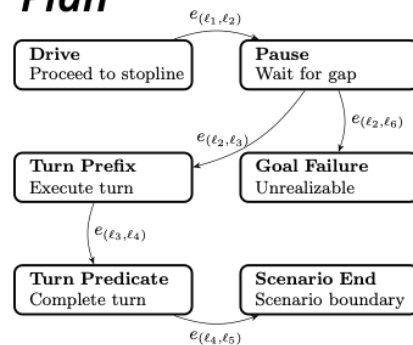 Plan
e(ℓ1,ℓ2)
Drive
Proceed to stopline
Pause
Wait for gap
e(ℓ2,ℓ3)
e(ℓ2,ℓ6)
Turn Prefix
Execute turn
Goal Failure
Unrealizable
e(ℓ3,ℓ4)
Turn Predicate
Complete turn
Scenario End
Scenario boundary
e(ℓ4,ℓ5)